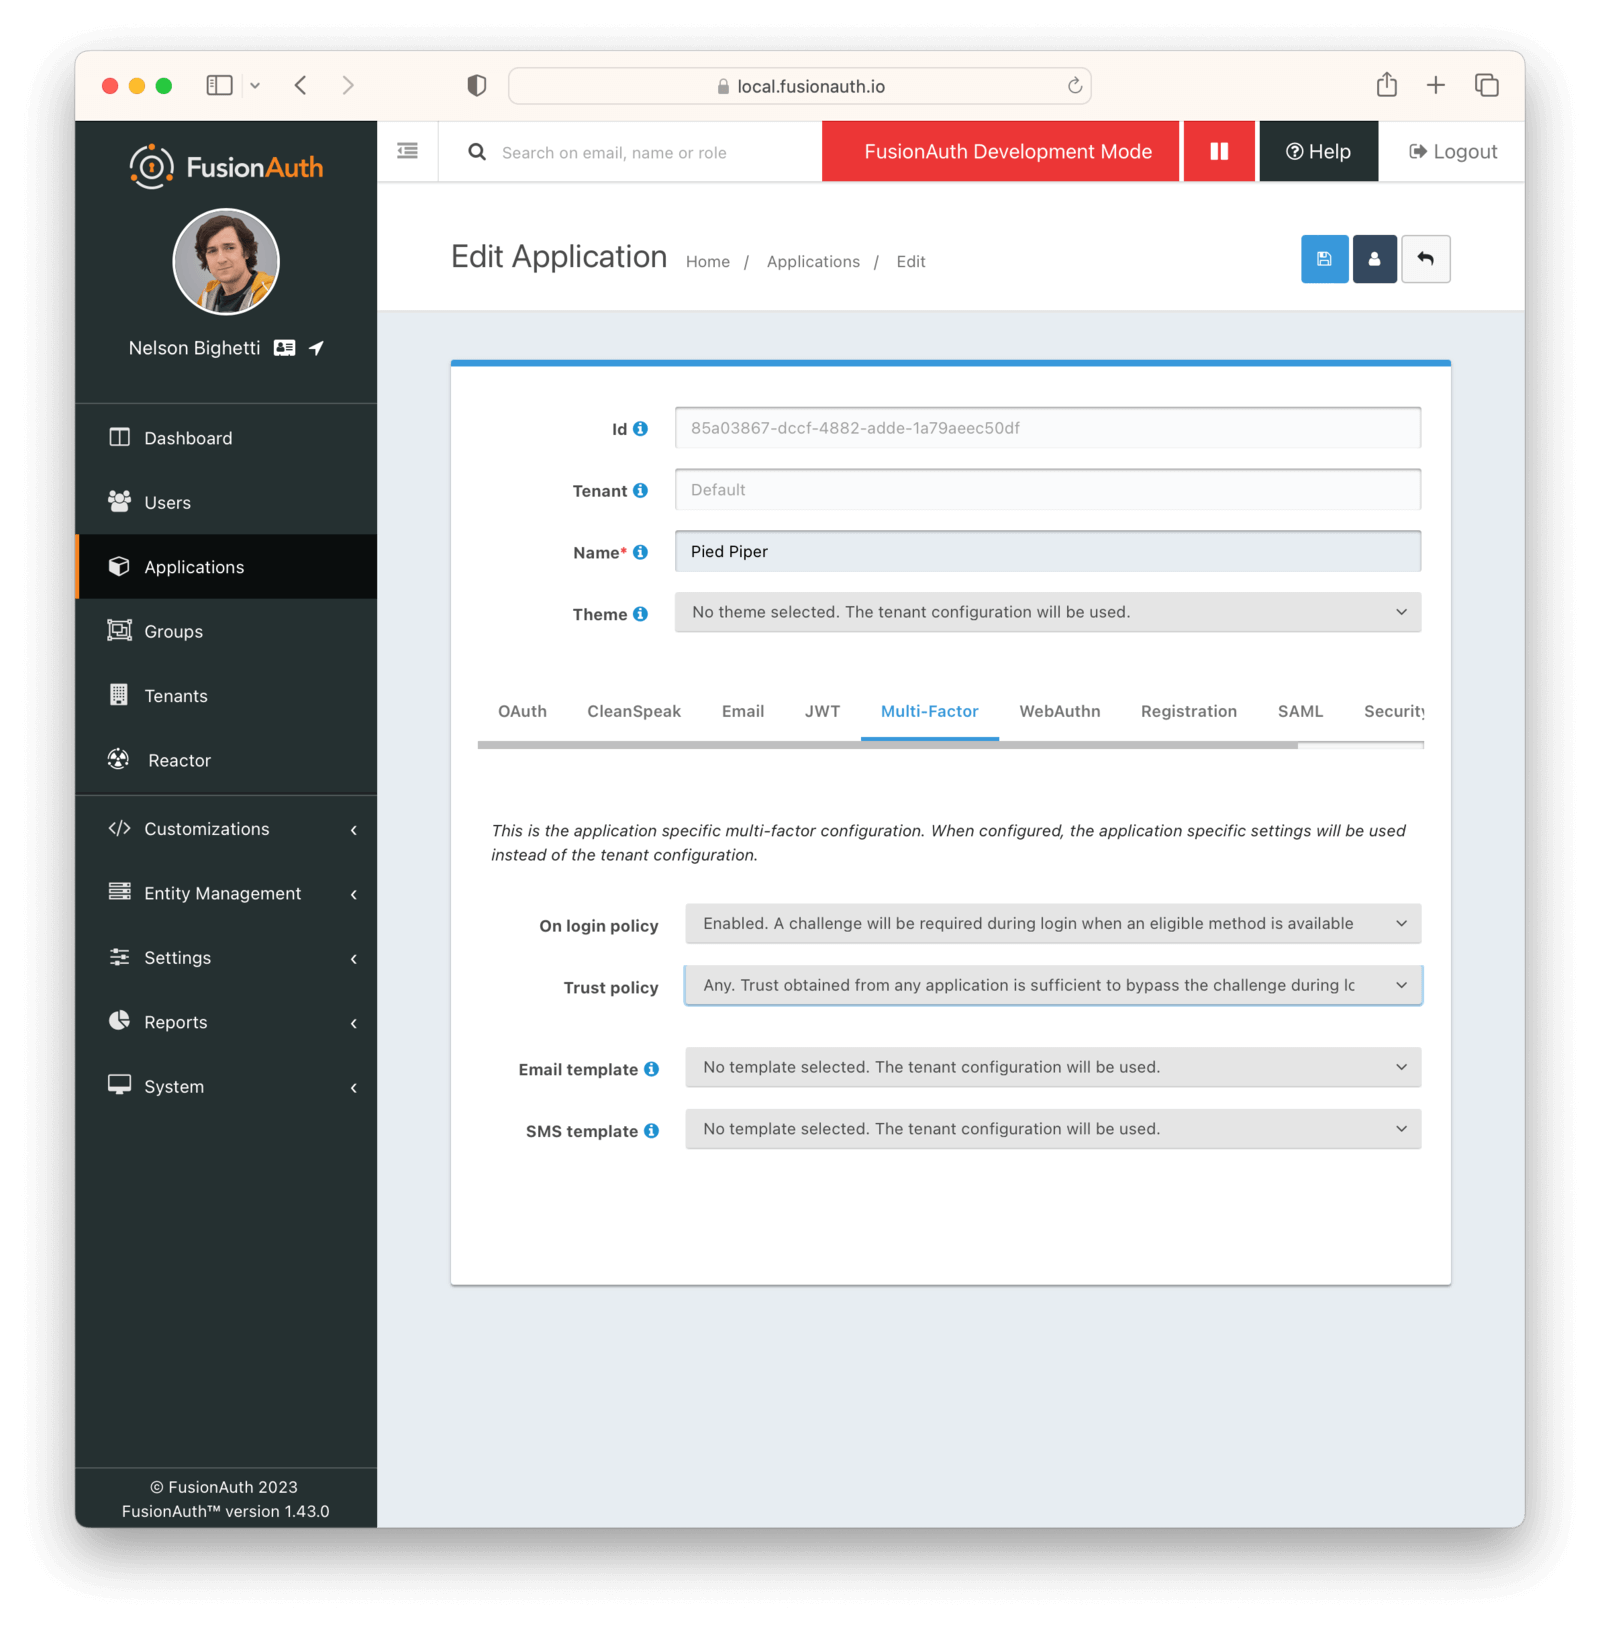 local.fusionauth.io
FusionAuth
Search on email, name or role
FusionAuth Development Mode
Help
Logout
Nelson Bighetti
Edit Application
Home / Applications / Edit
Dashboard
Users
Applications
Groups
Tenants
Reactor
Customizations
Entity Management
Settings
Reports
System
© FusionAuth 2023
FusionAuth™ version 1.43.0
Id
85a03867-dccf-4882-adde-1a79aeec50df
Tenant
Default
Name*
Pied Piper
Theme
No theme selected. The tenant configuration will be used.
OAuth CleanSpeak Email JWT Multi-Factor WebAuthn Registration SAML Security
This is the application specific multi-factor configuration. When configured, the application specific settings will be used
instead of the tenant configuration.
On login policy
Enabled. A challenge will be required during login when an eligible method is available
Trust policy
Any. Trust obtained from any application is sufficient to bypass the challenge during lo
Email template
No template selected. The tenant configuration will be used.
SMS template
No template selected. The tenant configuration will be used.